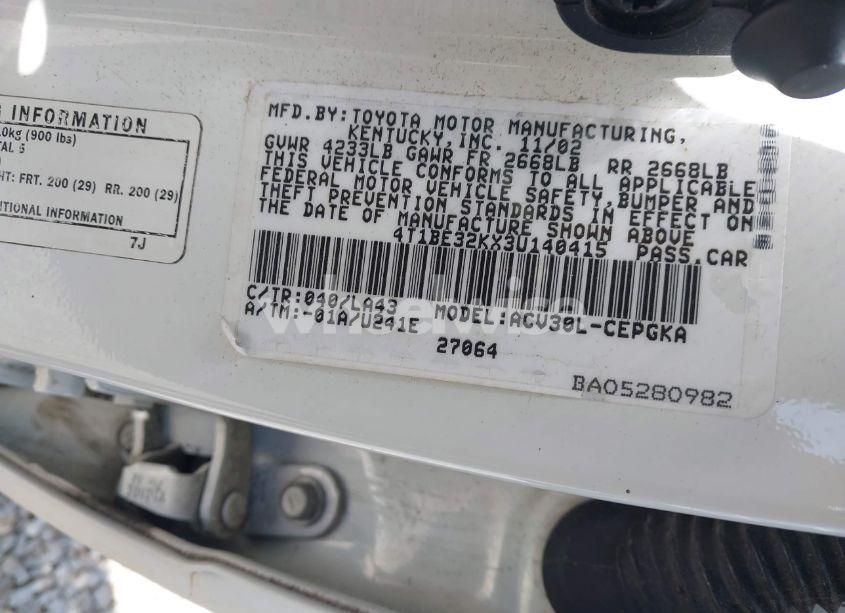 INFORMATION
.0kg (900 lbs)
TAL 5
HT: FRT. 200 (29) RR. 200 (29)
ITIONAL INFORMATION
7J
MFD.BY:TOYOTA MOTOR MANUFACTURING,
KENTUCKY,INC. 11/02
GVWR 4233LB GAWR FR 2668LB RR 2668LB
THIS VEHICLE CONFORMS TO ALL APPLICABLE
FEDERAL MOTOR VEHICLE SAFETY,BUMPER AND
THEFT PREVENTION STANDARDS IN EFFECT ON
THE DATE OF MANUFACTURE SHOWN ABOVE
4T1BE32KX3U140415 PASS.CAR
C/TR:040/LA43 MODEL:ACV30L-CEPGKA
A/TM:-01A/U241E
27064
BA05280982
wheelwise
TOYOTA